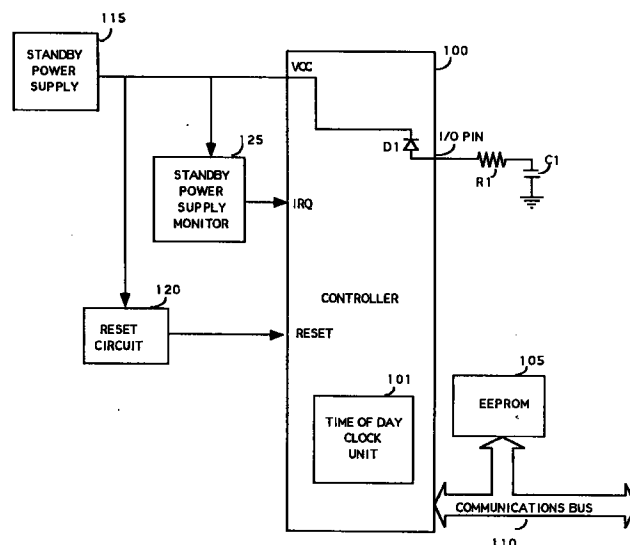 115
STANDBY
POWER
SUPPLY
VCC
100
I/O PIN
D1
R1
C1
125
STANDBY
POWER
SUPPLY
MONITOR
IRQ
120
RESET
CIRCUIT
RESET
CONTROLLER
101
TIME OF DAY
CLOCK
UNIT
105
EEPROM
COMMUNICATIONS BUS
110